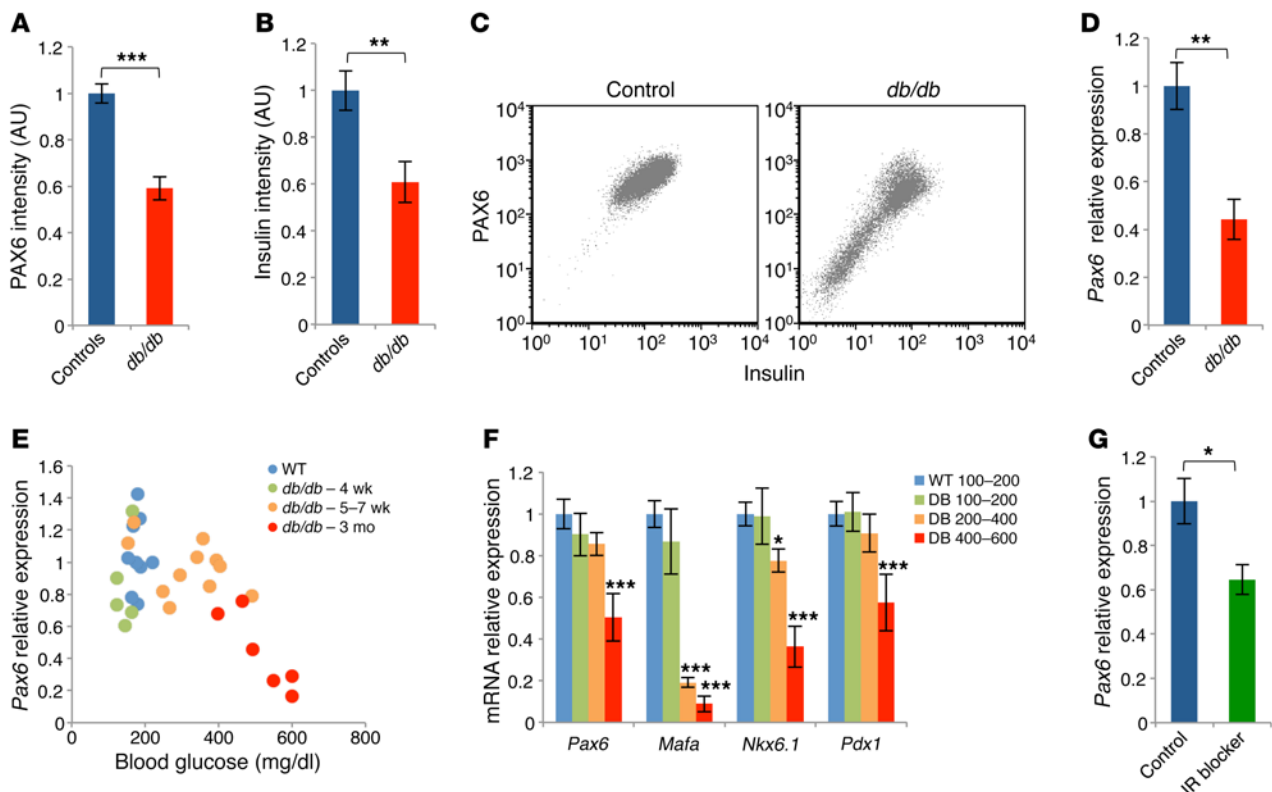 A
PAX6 intensity (AU)
1.2
1
0.8
0.6
0.4
0.2
0
***
Controls
db/db
B
Insulin intensity (AU)
1.2
1
0.8
0.6
0.4
0.2
0
**
Controls
db/db
C
Control
db/db
PAX6
10⁴
10³
10²
10¹
10⁰
10⁰ 10¹ 10² 10³ 10⁴
10⁴
10³
10²
10¹
10⁰
10⁰ 10¹ 10² 10³ 10⁴
Insulin
D
Pax6 relative expression
1.2
1
0.8
0.6
0.4
0.2
0
**
Controls
db/db
E
Pax6 relative expression
1.6
1.4
1.2
1
0.8
0.6
0.4
0.2
0
0 200 400 600 800
Blood glucose (mg/dl)
WT
db/db – 4 wk
db/db – 5–7 wk
db/db – 3 mo
F
mRNA relative expression
1.2
1
0.8
0.6
0.4
0.2
0
***
*** ***
* ***
***
Pax6 Mafa Nkx6.1 Pdx1
WT 100–200
DB 100–200
DB 200–400
DB 400–600
G
Pax6 relative expression
1.2
1
0.8
0.6
0.4
0.2
0
*
Control
IR blocker